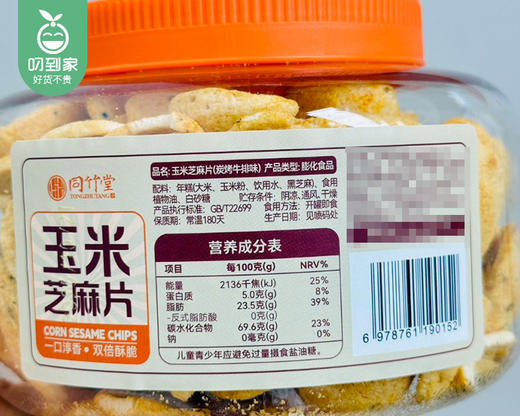 叨到家
好货不贵
同竹堂
TONGZHUTANG
玉米
芝麻片
CORN SESAME CHIPS
一口淳香·双倍酥脆
品名:玉米芝麻片(炭烤牛排味) 产品类型:膨化食品
配料:年糕(大米、玉米粉、饮用水、黑芝麻)、食用
植物油、白砂糖 贮存条件:阴凉、通风、干燥
产品执行标准:GB/T22699 食用方法:开罐即食
保质期:常温180天 生产日期:见喷码处
营养成分表
项目 每100克(g) NRV%
能量 2136千焦(kJ) 25%
蛋白质 5.0克(g) 8%
脂肪 23.5克(g) 39%
-反式脂肪酸 0克(g)
碳水化合物 69.6克(g) 23%
钠 0毫克(g) 0%
儿童青少年应避免过量摄食盐油糖。
6 978761 190152